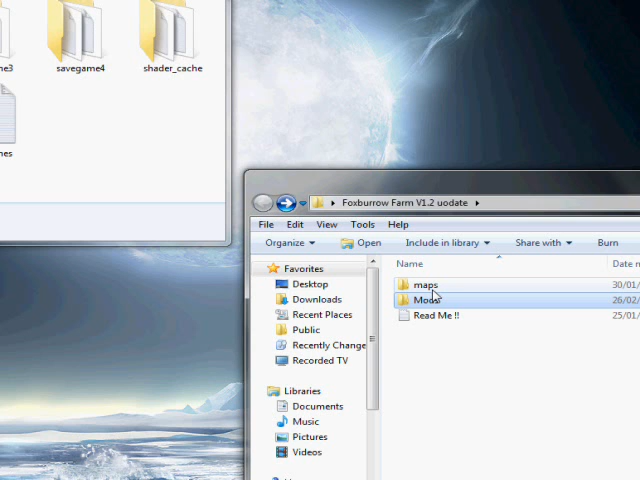 savegame4
shader_cache
Foxburrow Farm V1.2 uodate
File Edit View Tools Help
Organize Open Include in library Share with Burn
Name Date
Favorites
Desktop
Downloads
Recent Places
Public
Recently Change
Recorded TV
Libraries
Documents
Music
Pictures
Videos
maps 30/01/
Mods 26/02/
Read Me !! 25/01/